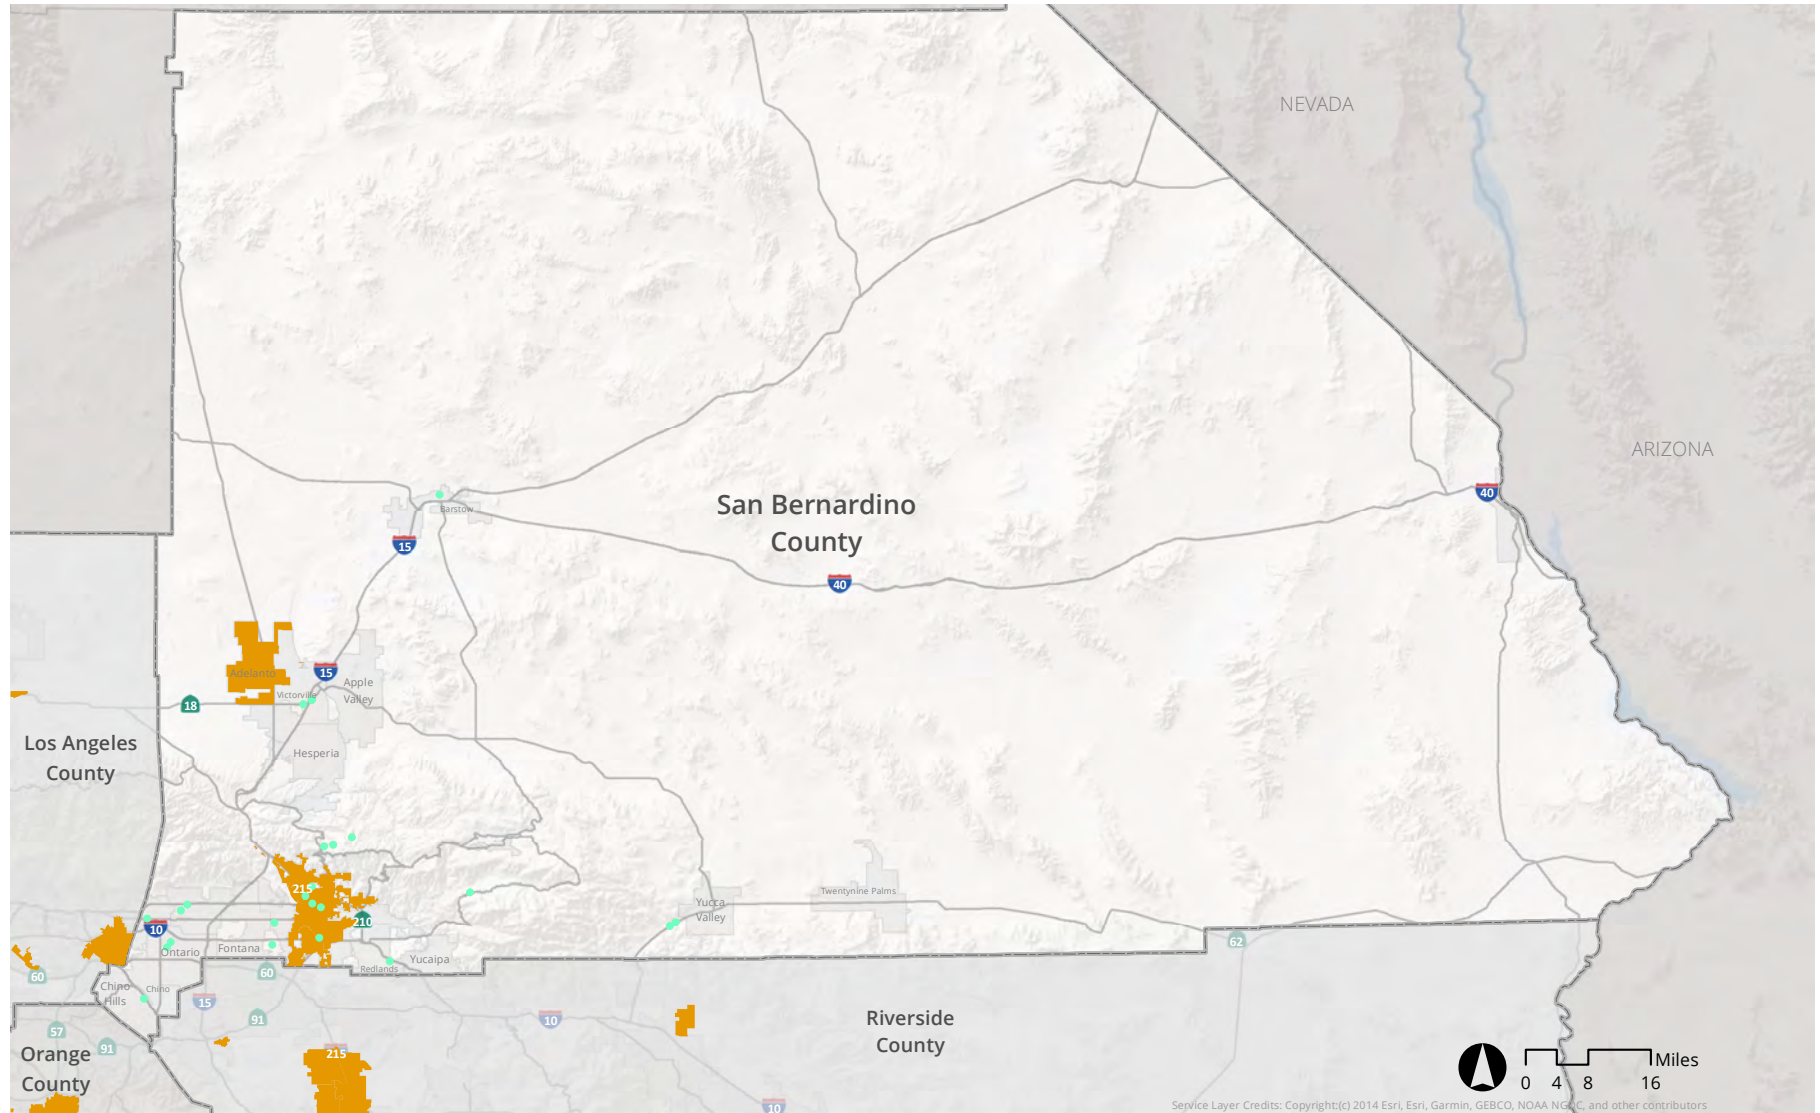 NEVADA
ARIZONA
San Bernardino
County
40
Barstow
15
40
Adelanto
15
Apple
Valley
Victorville
18
Los Angeles
County
Hesperia
215
Twentynine Palms
Yucca
Valley
210
10
Ontario
Fontana
62
Yucaipa
Redlands
60
60
Chino
Hills
Chino
15
91
10
Riverside
County
57
91
Orange
County
215
10
Miles
0 4 8 16
Service Layer Credits: Copyright:(c) 2014 Esri, Esri, Garmin, GEBCO, NOAA NGDC, and other contributors